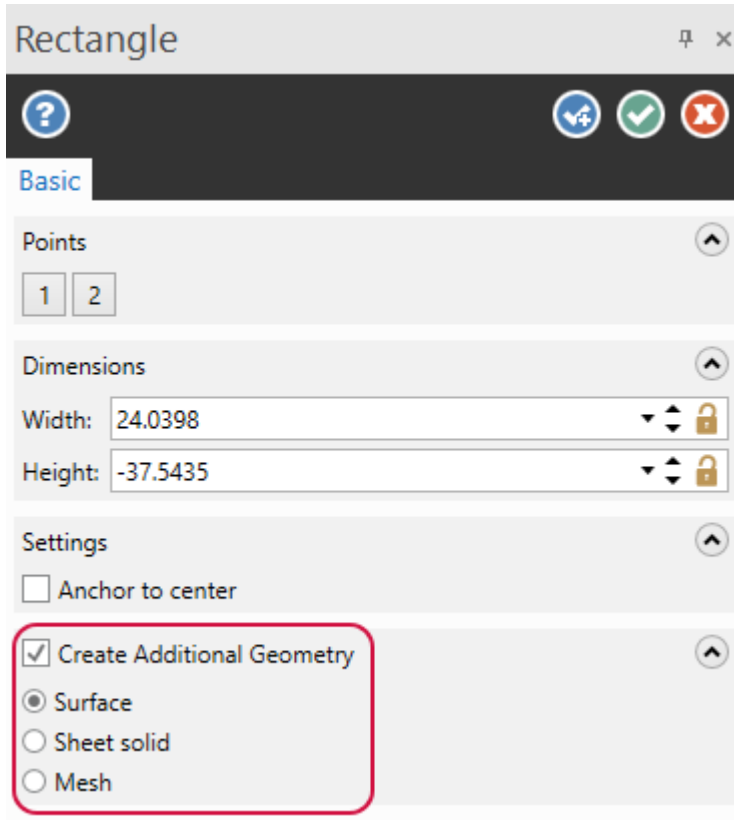 Rectangle
Basic
Points
1 2
Dimensions
Width: 24.0398
Height: -37.5435
Settings
Anchor to center
Create Additional Geometry
Surface
Sheet solid
Mesh